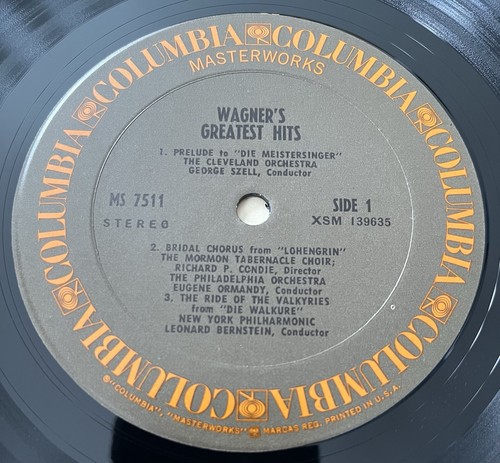 COLUMBIA COLUMBIA COLUMBIA COLUMBIA COLUMBIA COLUMBIA COLUMBIA COLUMBIA
MASTERWORKS
WAGNER'S
GREATEST HITS
1. PRELUDE to "DIE MEISTERSINGER"
THE CLEVELAND ORCHESTRA
GEORGE SZELL, Conductor
MS 7511
STEREO
SIDE 1
XSM 139635
2. BRIDAL CHORUS from "LOHENGRIN"
THE MORMON TABERNACLE CHOIR;
RICHARD P. CONDIE, Director
THE PHILADELPHIA ORCHESTRA
EUGENE ORMANDY, Conductor
3. THE RIDE OF THE VALKYRIES
from "DIE WALKURE"
NEW YORK PHILHARMONIC
LEONARD BERNSTEIN, Conductor
®"COLUMBIA", "MASTERWORKS" MARCAS REG. PRINTED IN U.S.A.